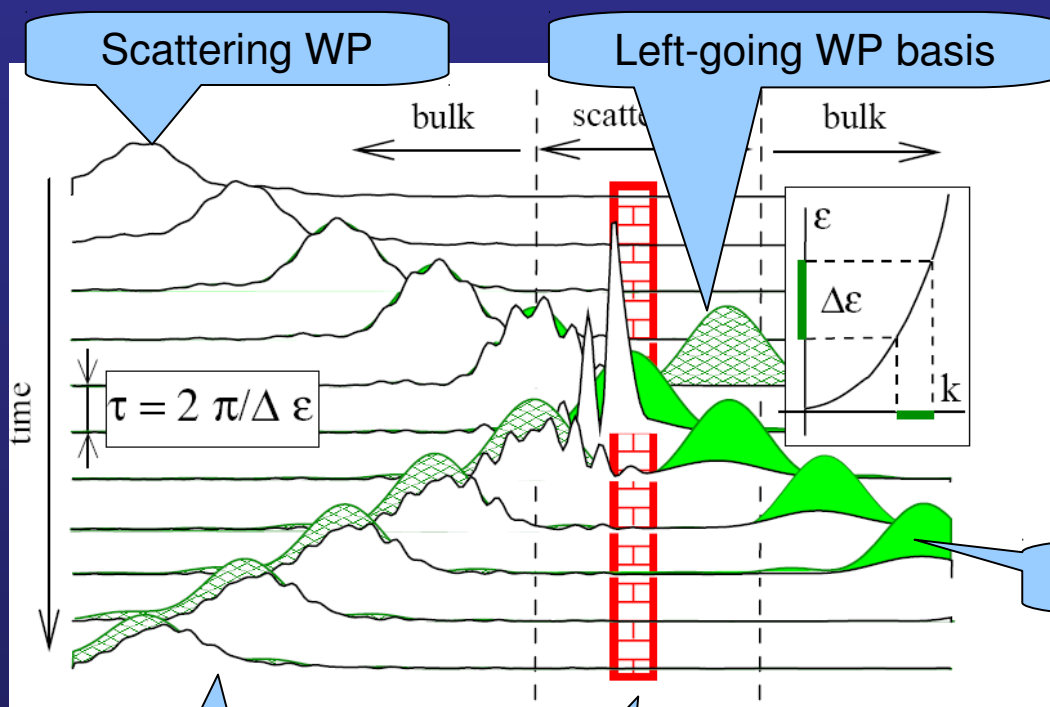 Scattering WP
Left-going WP basis
bulk
bulk
ε
Δε
k
τ = 2 π/Δ ε
time